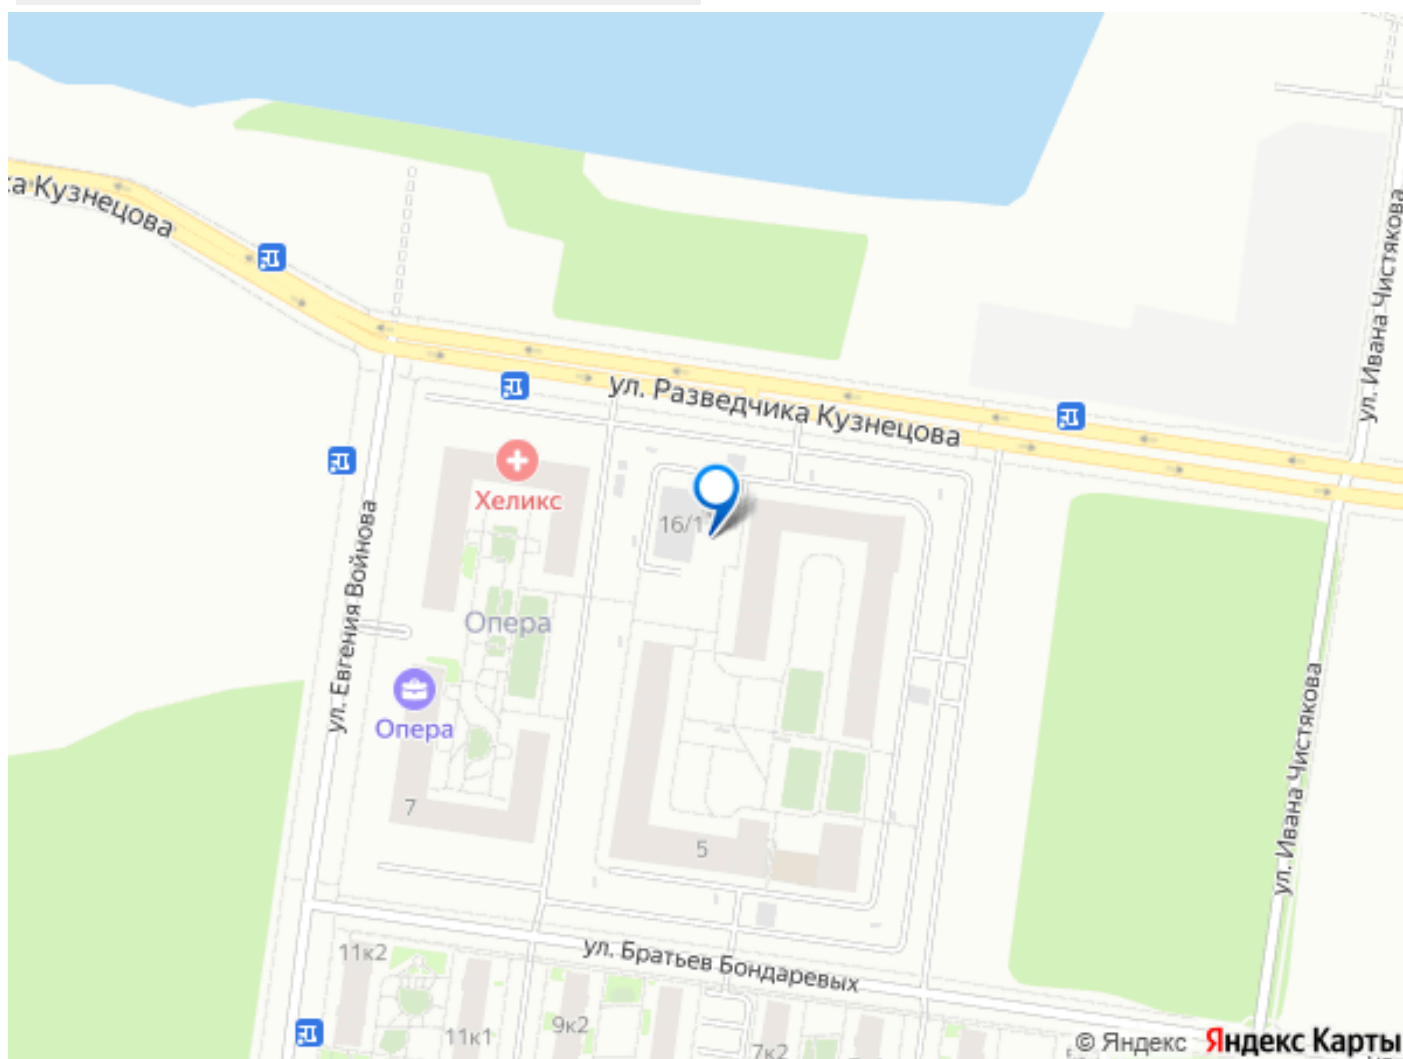 ка Кузнецова
ул. Ивана Чистякова
ул. Разведчика Кузнецова
Хеликс
16/1
ул. Евгения Войнова
Опера
Опера
ул. Ивана Чистякова
7
5
ул. Братьев Бондаревых
11к2
11к1
9к2
7к2
© Яндекс Яндекс Карты